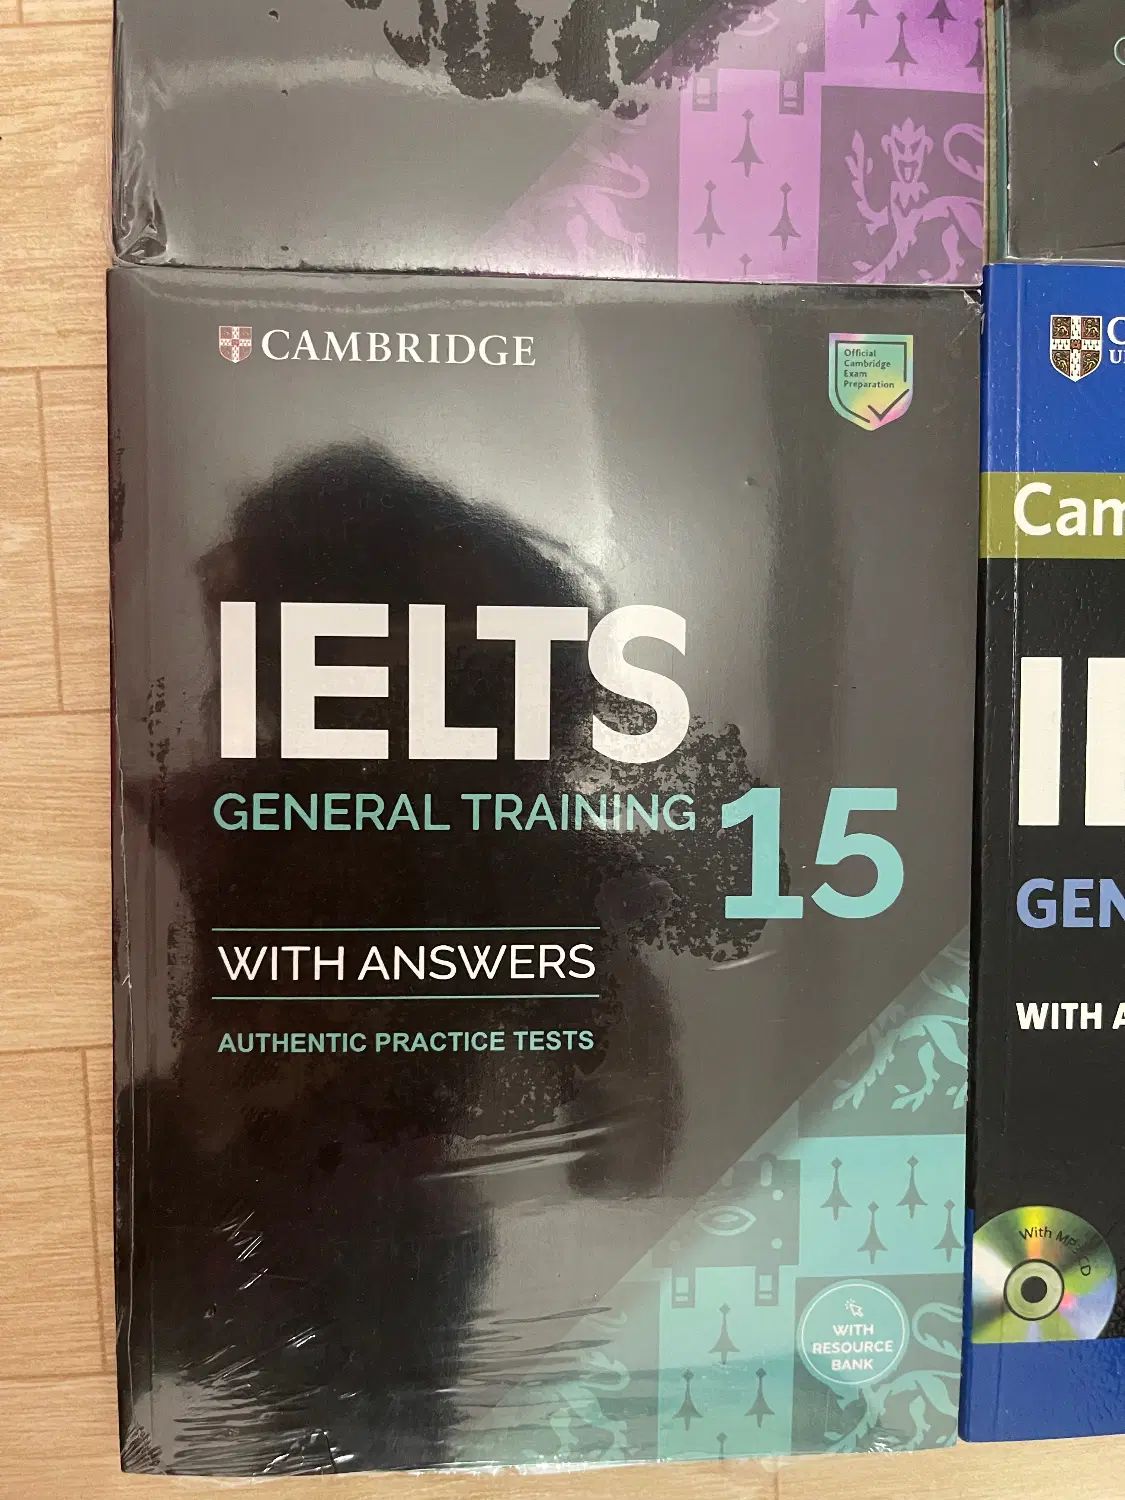 CAMBRIDGE
Official
Cambridge
Exam
Preparation
IELTS
GENERAL TRAINING 15
WITH ANSWERS
AUTHENTIC PRACTICE TESTS
WITH
RESOURCE
BANK
Cam
WITH
With MP3 CD